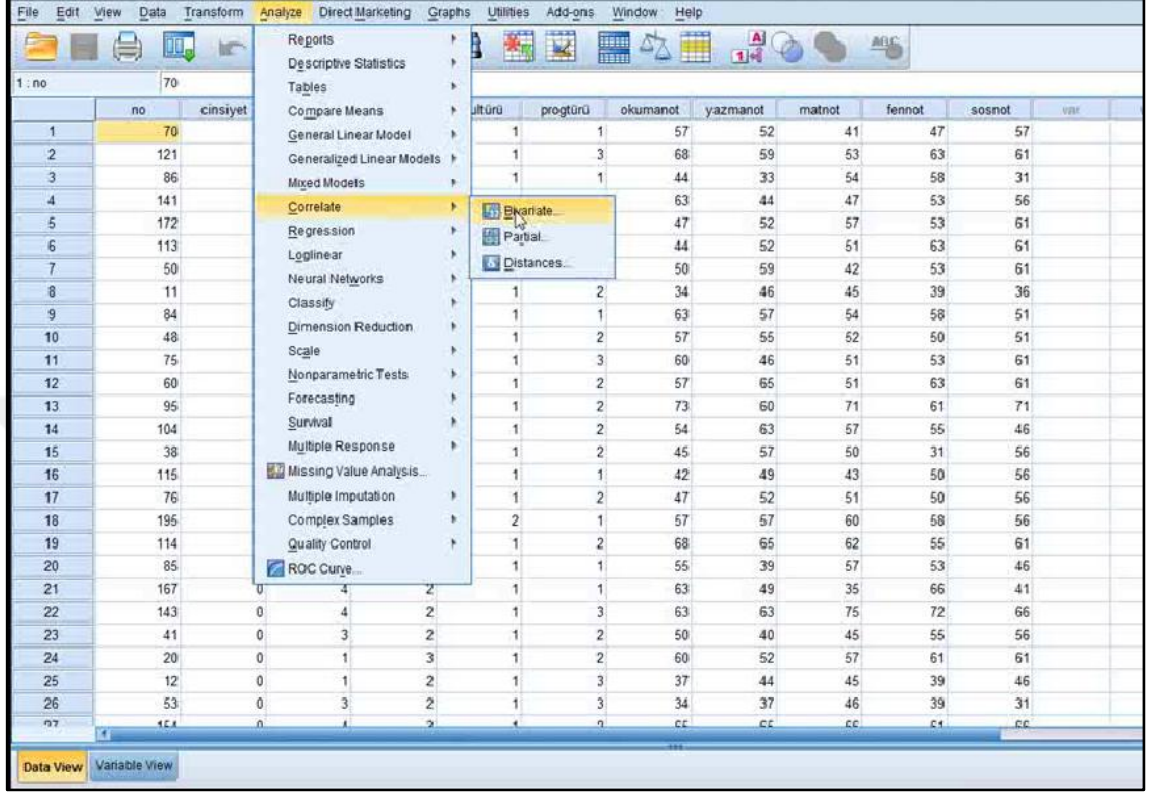 File Edit View Data Transform Analyze Direct Marketing Graphs Utilities Add-ons Window Help
1 : no 70
Reports
Descriptive Statistics
Tables
Compare Means
General Linear Model
Generalized Linear Models
Mixed Models
Correlate
Regression
Loglinear
Neural Networks
Classify
Dimension Reduction
Scale
Nonparametric Tests
Forecasting
Survival
Multiple Response
Missing Value Analysis...
Multiple Imputation
Complex Samples
Quality Control
ROC Curve...
Bivariate...
Partial...
Distances...
no cinsiyet ultürü progtürü okumanot yazmanot matnot fennot sosnot var
1 70 1 1 57 52 41 47 57
2 121 1 3 68 59 53 63 61
3 86 1 1 44 33 54 58 31
4 141 63 44 47 53 56
5 172 47 52 57 53 61
6 113 44 52 51 63 61
7 50 50 59 42 53 61
8 11 1 2 34 46 45 39 36
9 84 1 1 63 57 54 58 51
10 48 1 2 57 55 52 50 51
11 75 1 3 60 46 51 53 61
12 60 1 2 57 65 51 63 61
13 95 1 2 73 60 71 61 71
14 104 1 2 54 63 57 55 46
15 38 1 2 45 57 50 31 56
16 115 1 1 42 49 43 50 56
17 76 1 2 47 52 51 50 56
18 195 2 1 57 57 60 58 56
19 114 1 2 68 65 62 55 61
20 85 1 1 55 39 57 53 46
21 167 0 4 2 1 1 63 49 35 66 41
22 143 0 4 2 1 3 63 63 75 72 66
23 41 0 3 2 1 2 50 40 45 55 56
24 20 0 1 3 1 2 60 52 57 61 61
25 12 0 1 2 1 3 37 44 45 39 46
26 53 0 3 2 1 3 34 37 46 39 31
Data View Variable View